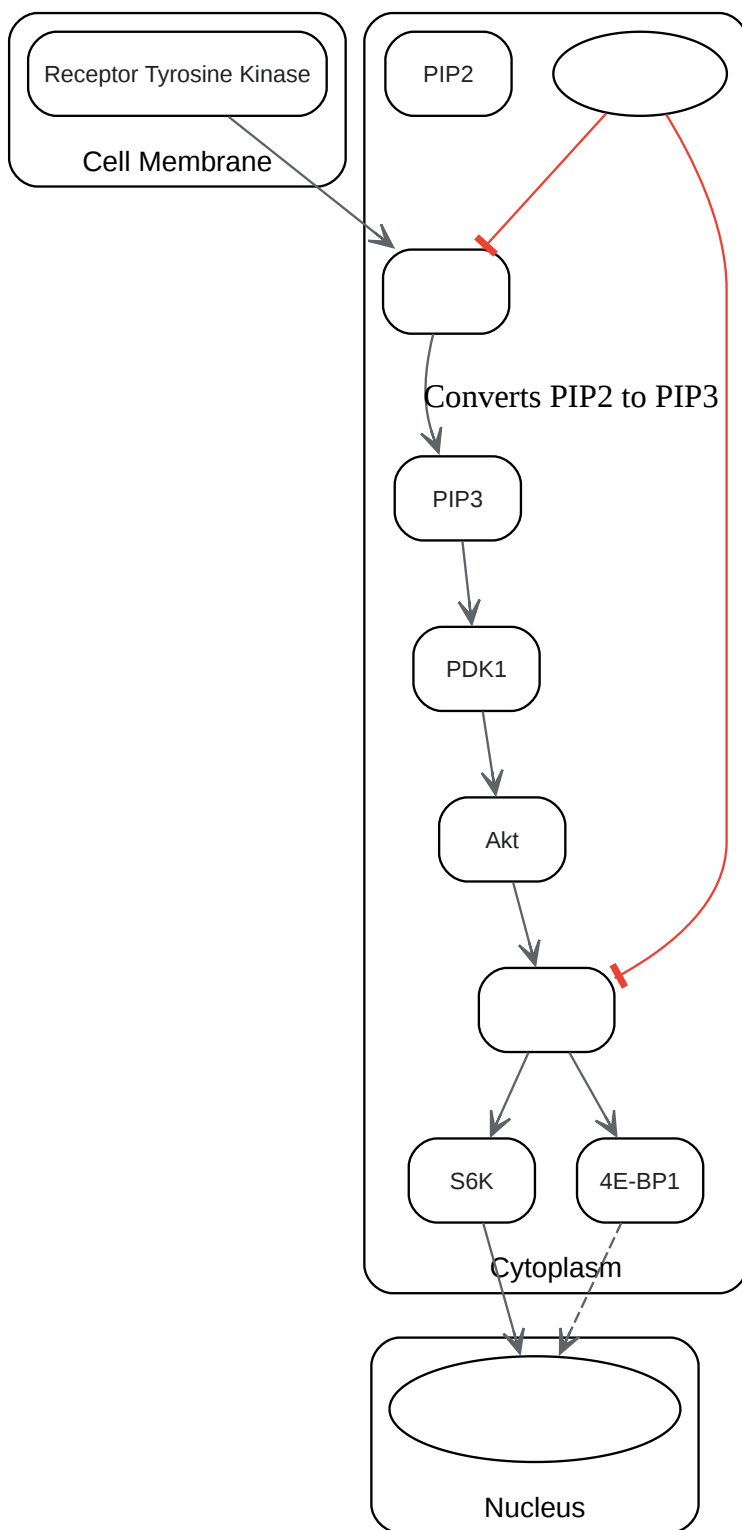 Receptor Tyrosine Kinase
PIP2
Cell Membrane
Converts PIP2 to PIP3
PIP3
PDK1
Akt
S6K
4E-BP1
Cytoplasm
Nucleus